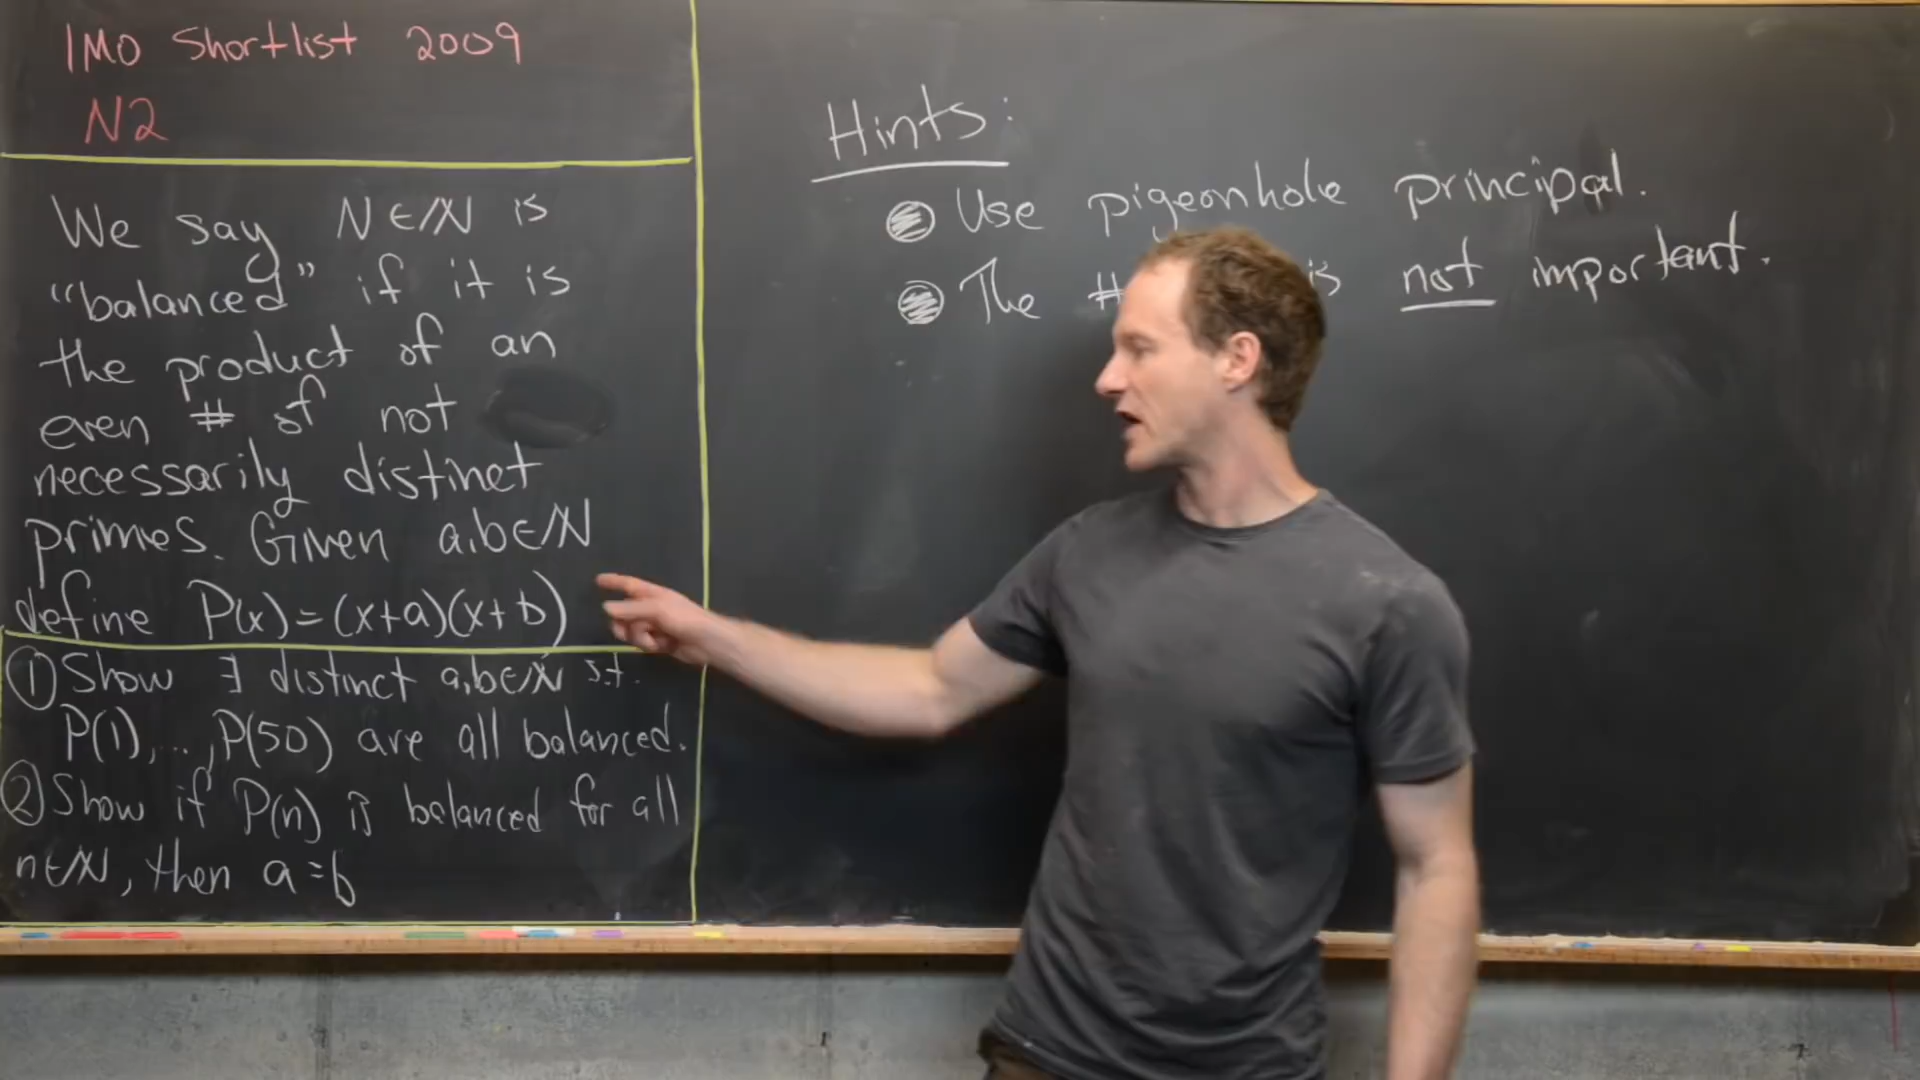 IMO Shortlist 2009
N2
We say N∈ℕ is
"balanced" if it is
the product of an
even # of not
necessarily distinct
primes. Given a,b∈ℕ
define P(x)=(x+a)(x+b)
① Show ∃ distinct a,b∈ℕ s.t.
P(1),...,P(50) are all balanced.
② Show if P(n) is balanced for all
n∈ℕ, then a=b
Hints:
Use pigeonhole principal.
The # is not important.